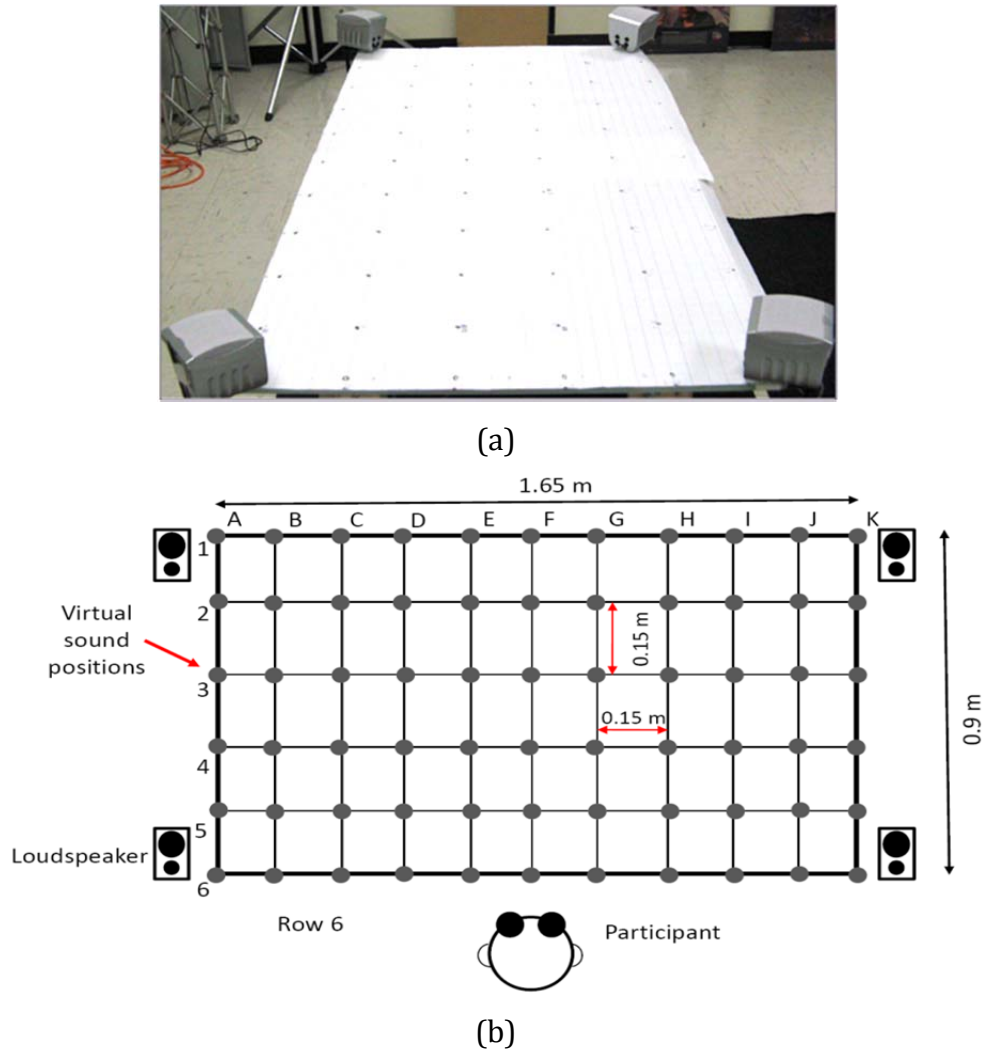 (a)
1.65 m
A B C D E F G H I J K
1
2
Virtual
sound
positions
0.15 m
3
0.15 m
0.9 m
4
5
Loudspeaker
6
Row 6
Participant
(b)